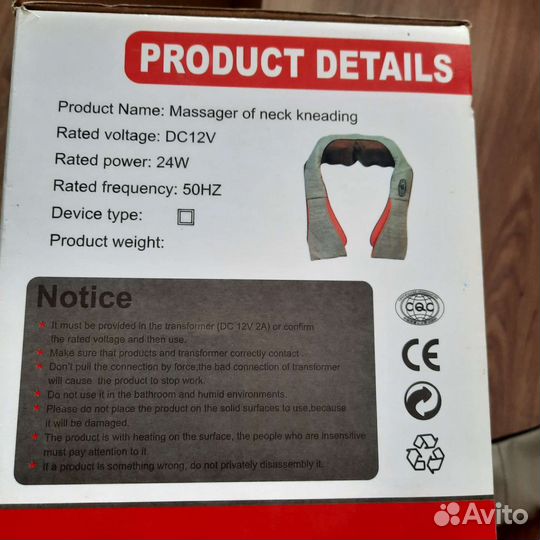 PRODUCT DETAILS
Product Name: Massager of neck kneading
Rated voltage: DC12V
Rated power: 24W
Rated frequency: 50HZ
Device type:
Product weight:
Notice
★ It must be provided in the transformer (DC 12V 2A) or confirm
the rated voltage and then use.
★ Make sure that products and transformer correctly contact
★ Don't pull the connection by force,the bad connection of transformer
will cause the product to stop work.
★ Do not use it in the bathroom and humid environments.
★ Please do not place the product on the solid surfaces to use,because
it will be damaged.
★ The product is with heating on the surface, the people who are insensitive
must pay attention to it.
★ If a product is something wrong, do not privately disassembly it.
CQC
CE
Avito